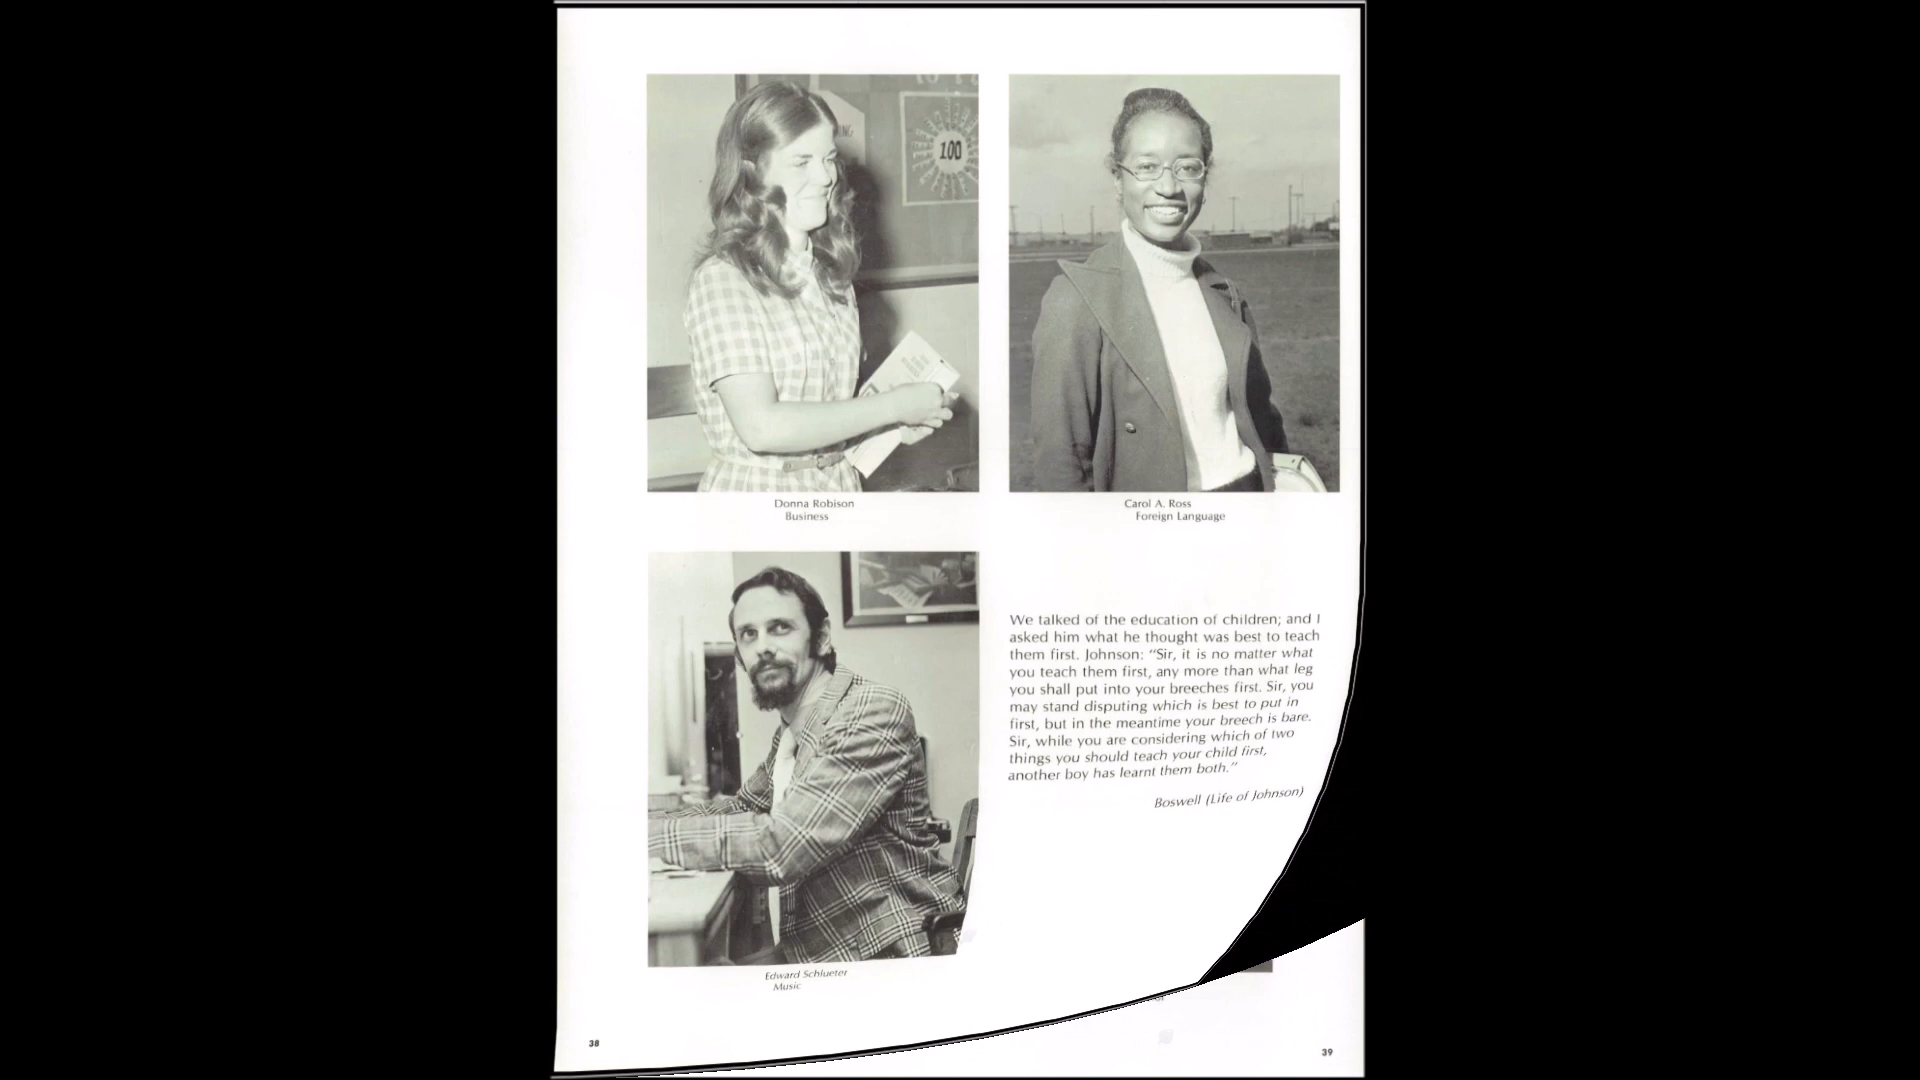 ING
100
Donna Robison
Business
Carol A. Ross
Foreign Language
We talked of the education of children; and I
asked him what he thought was best to teach
them first. Johnson: “Sir, it is no matter what
you teach them first, any more than what leg
you shall put into your breeches first. Sir, you
may stand disputing which is best to put in
first, but in the meantime your breech is bare.
Sir, while you are considering which of two
things you should teach your child first,
another boy has learnt them both.”
Boswell (Life of Johnson)
Edward Schlueter
Music
38
39